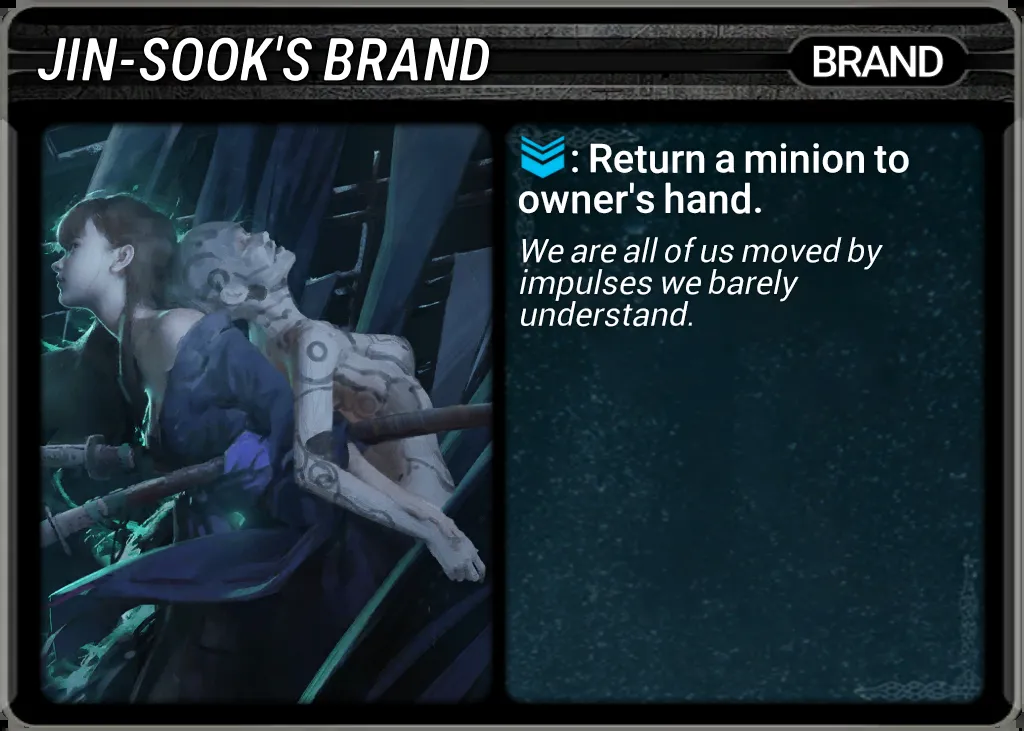 JIN-SOOK'S BRAND
BRAND
: Return a minion to
owner's hand.
We are all of us moved by
impulses we barely
understand.